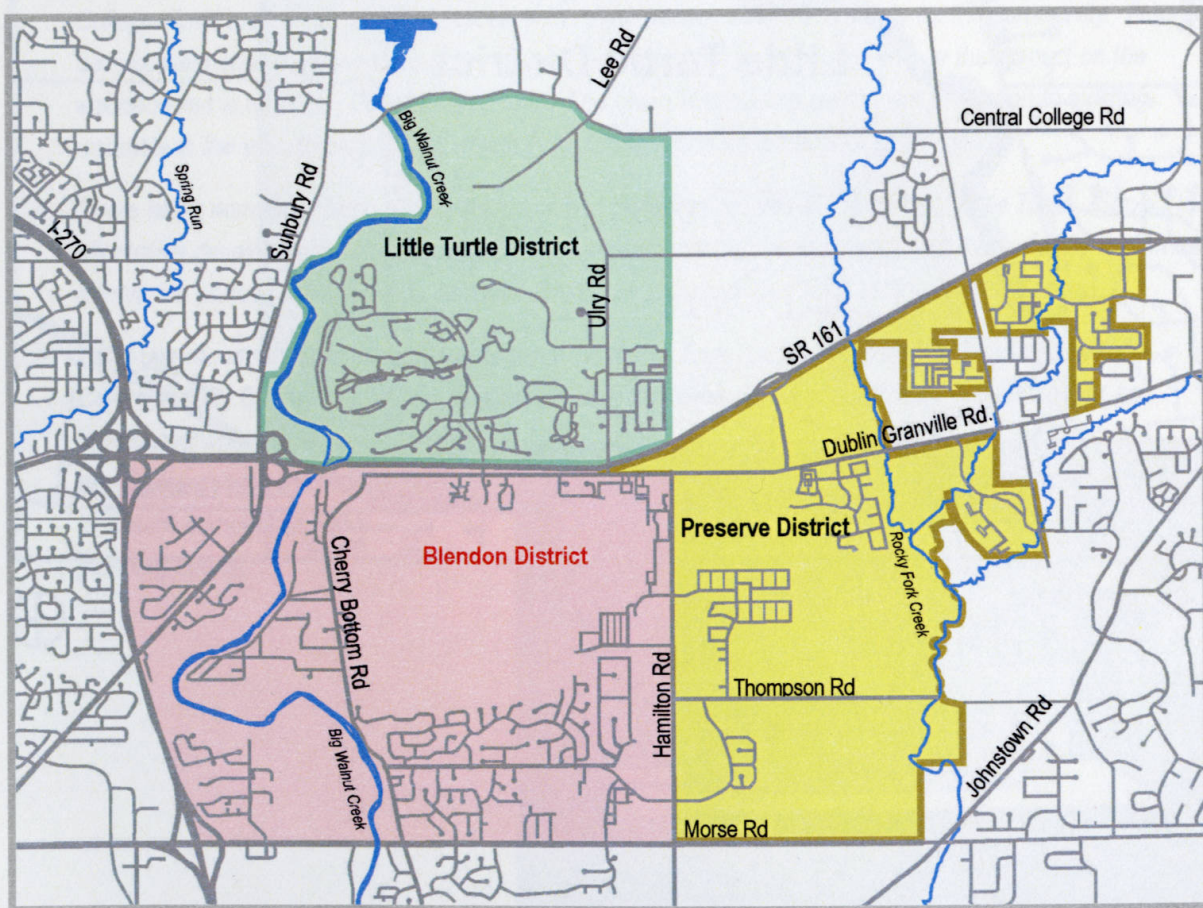 Lee Rd
Central College Rd
Big Walnut Creek
Spring Run
Sunbury Rd
I-270
Little Turtle District
Ulry Rd
SR 161
Dublin Granville Rd.
Preserve District
Blendon District
Cherry Bottom Rd
Rocky Fork Creek
Hamilton Rd
Thompson Rd
Johnstown Rd
Big Walnut Creek
Morse Rd